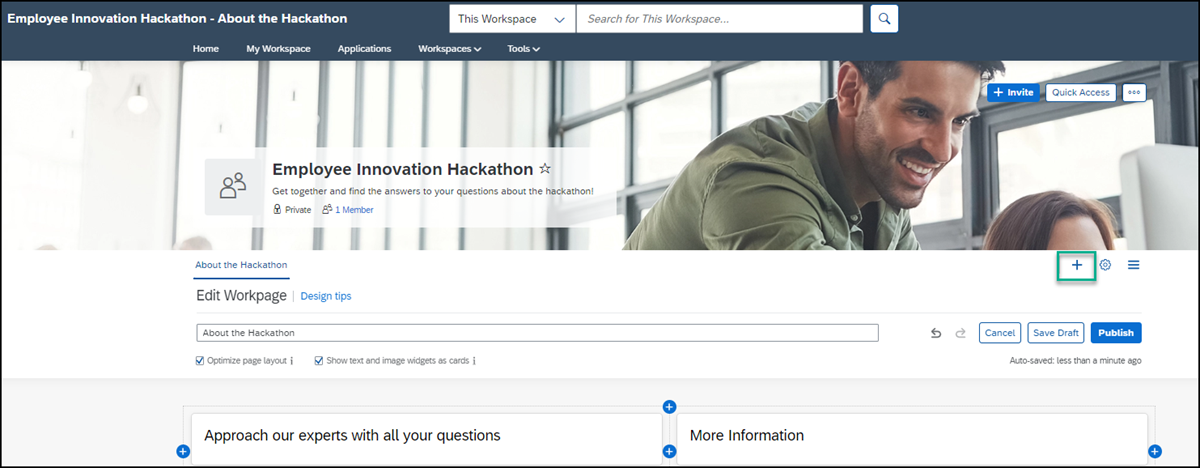 Employee Innovation Hackathon - About the Hackathon
This Workspace
Search for This Workspace...
Home
My Workspace
Applications
Workspaces
Tools
+ Invite
Quick Access
Employee Innovation Hackathon
Get together and find the answers to your questions about the hackathon!
Private
1 Member
About the Hackathon
Edit Workpage
Design tips
About the Hackathon
Cancel
Save Draft
Publish
Optimize page layout
Show text and image widgets as cards
Auto-saved: less than a minute ago
Approach our experts with all your questions
More Information